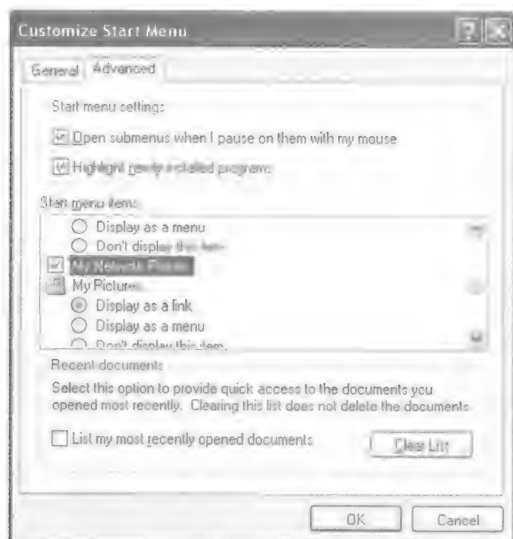 Customize Start Menu
General Advanced
Start menu settings
Open submenus when I pause on them with my mouse
Highlight newly installed programs
Start menu items
Display as a menu
Don't display this item
My Network Places
My Pictures
Display as a link
Display as a menu
Don't display this item
Recent documents
Select this option to provide quick access to the documents you
opened most recently. Clearing this list does not delete the documents
List my most recently opened documents
Clear List
OK Cancel